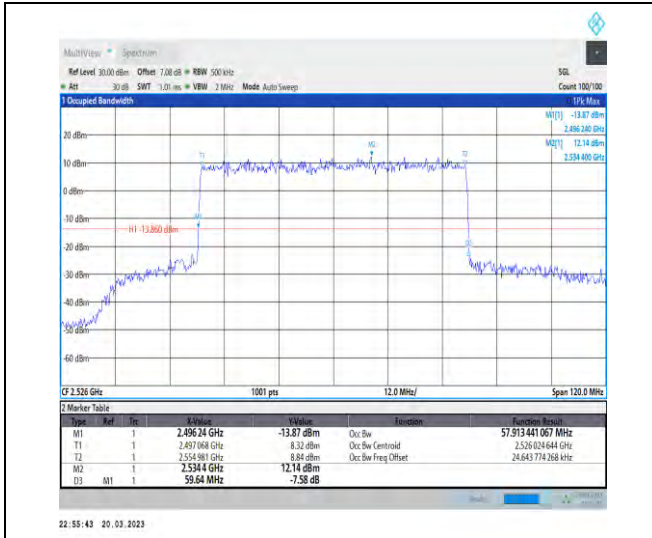 MultiView Spectrum
Ref Level 30.00 dBm Offset 7.08 dB RBW 500 kHz SGL
Att 30 dB SWT 1.01 ms VBW 2 MHz Mode Auto Sweep Count 100/100
1 Occupied Bandwidth 1Pk Max
M1[1] -13.87 dBm
2.496 240 GHz
M2[1] 12.14 dBm
2.534 400 GHz
20 dBm
M2
T1 T2
10 dBm
0 dBm
-10 dBm
M1
H1 -13.860 dBm
-20 dBm
D3
-30 dBm
-40 dBm
-50 dBm
-60 dBm
CF 2.526 GHz 1001 pts 12.0 MHz/ Span 120.0 MHz
2 Marker Table
Type Ref Trc X-Value Y-Value Function Function Result
M1 1 2.496 24 GHz -13.87 dBm Occ Bw 57.913 441 067 MHz
T1 1 2.497 068 GHz 8.32 dBm Occ Bw Centroid 2.526 024 644 GHz
T2 1 2.554 981 GHz 8.84 dBm Occ Bw Freq Offset 24.643 774 268 kHz
M2 1 2.534 4 GHz 12.14 dBm
D3 M1 1 59.64 MHz -7.58 dB
22:55:43 20.03.2023